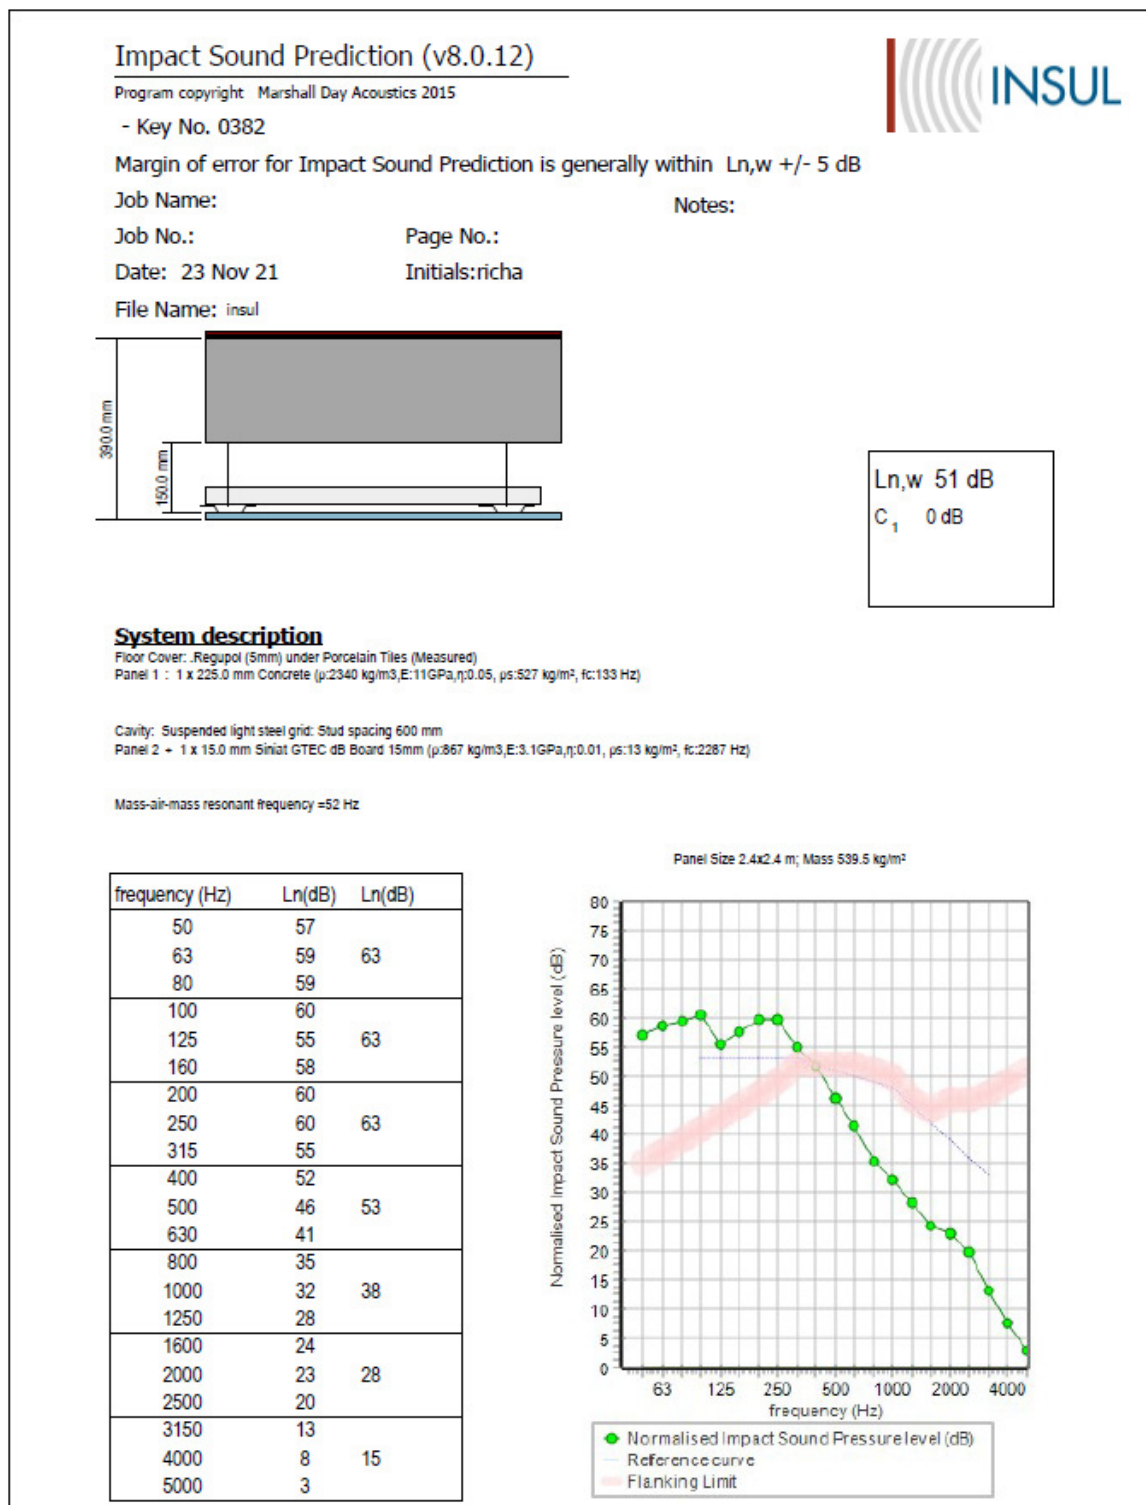 Impact Sound Prediction (v8.0.12)
INSUL
Program copyright Marshall Day Acoustics 2015
- Key No. 0382
Margin of error for Impact Sound Prediction is generally within Ln,w +/- 5 dB
Job Name:
Notes:
Job No.: Page No.:
Date: 23 Nov 21 Initials:richa
File Name: insul
390.0 mm
150.0 mm
Ln,w 51 dB
C1 0 dB
System description
Floor Cover: .Regupol (5mm) under Porcelain Tiles (Measured)
Panel 1 : 1 x 225.0 mm Concrete (ρ:2340 kg/m3,E:11GPa,η:0.05, ρs:527 kg/m², fc:133 Hz)
Cavity: Suspended light steel grid: Stud spacing 600 mm
Panel 2 + 1 x 15.0 mm Siniat GTEC dB Board 15mm (ρ:867 kg/m3,E:3.1GPa,η:0.01, ρs:13 kg/m², fc:2287 Hz)
Mass-air-mass resonant frequency =52 Hz
frequency (Hz) Ln(dB) Ln(dB)
50 57
63 59 63
80 59
100 60
125 55 63
160 58
200 60
250 60 63
315 55
400 52
500 46 53
630 41
800 35
1000 32 38
1250 28
1600 24
2000 23 28
2500 20
3150 13
4000 8 15
5000 3
Panel Size 2.4x2.4 m; Mass 539.5 kg/m²
Normalised Impact Sound Pressure level (dB)
80
75
70
65
60
55
50
45
40
35
30
25
20
15
10
5
0
63 125 250 500 1000 2000 4000
frequency (Hz)
Normalised Impact Sound Pressure level (dB)
Reference curve
Flanking Limit